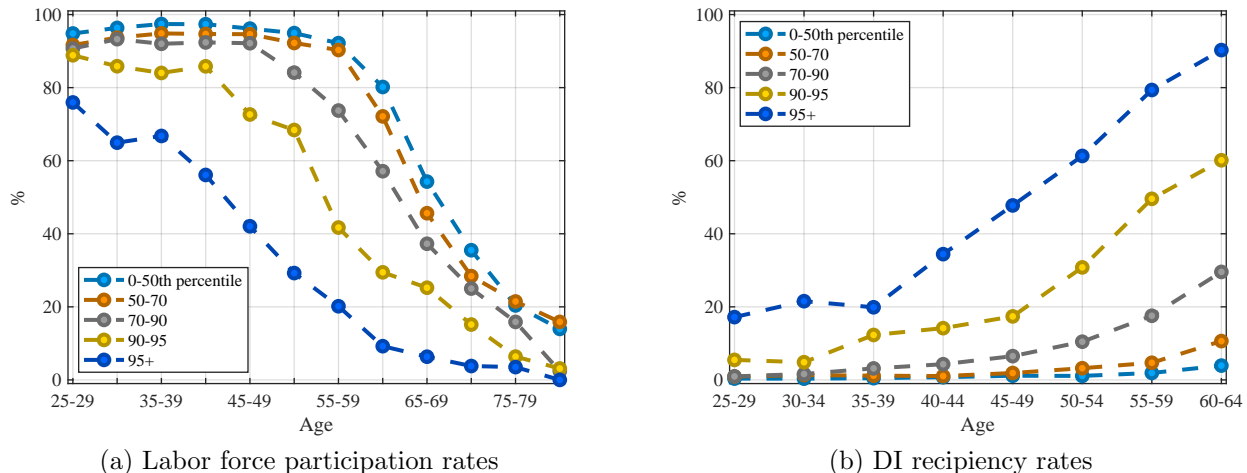 100
80
60
40
20
0
%
0-50th percentile
50-70
70-90
90-95
95+
25-29 35-39 45-49 55-59 65-69 75-79
Age
(a) Labor force participation rates
100
80
60
40
20
0
%
0-50th percentile
50-70
70-90
90-95
95+
25-29 30-34 35-39 40-44 45-49 50-54 55-59 60-64
Age
(b) DI recipiency rates